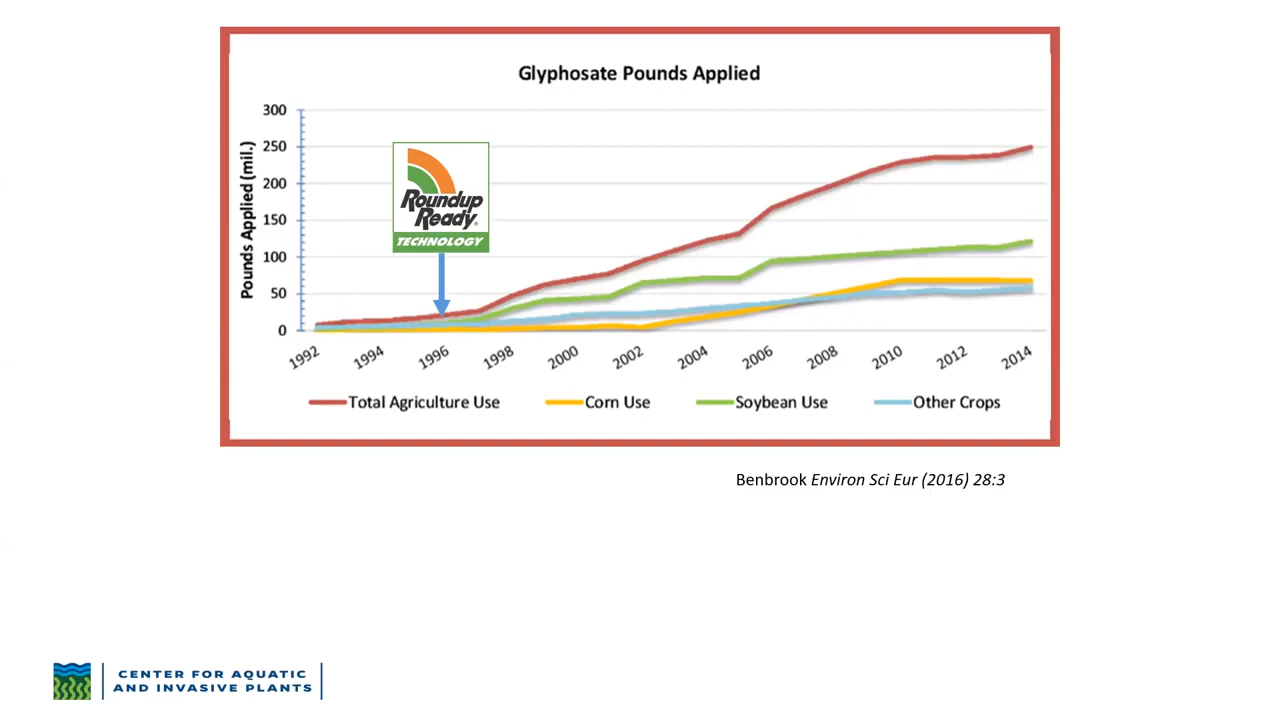 Glyphosate Pounds Applied
Pounds Applied (mil.)
300
250
200
150
100
50
0
Roundup
Ready®
TECHNOLOGY
1992 1994 1996 1998 2000 2002 2004 2006 2008 2010 2012 2014
Total Agriculture Use Corn Use Soybean Use Other Crops
Benbrook Environ Sci Eur (2016) 28:3
CENTER FOR AQUATIC
AND INVASIVE PLANTS